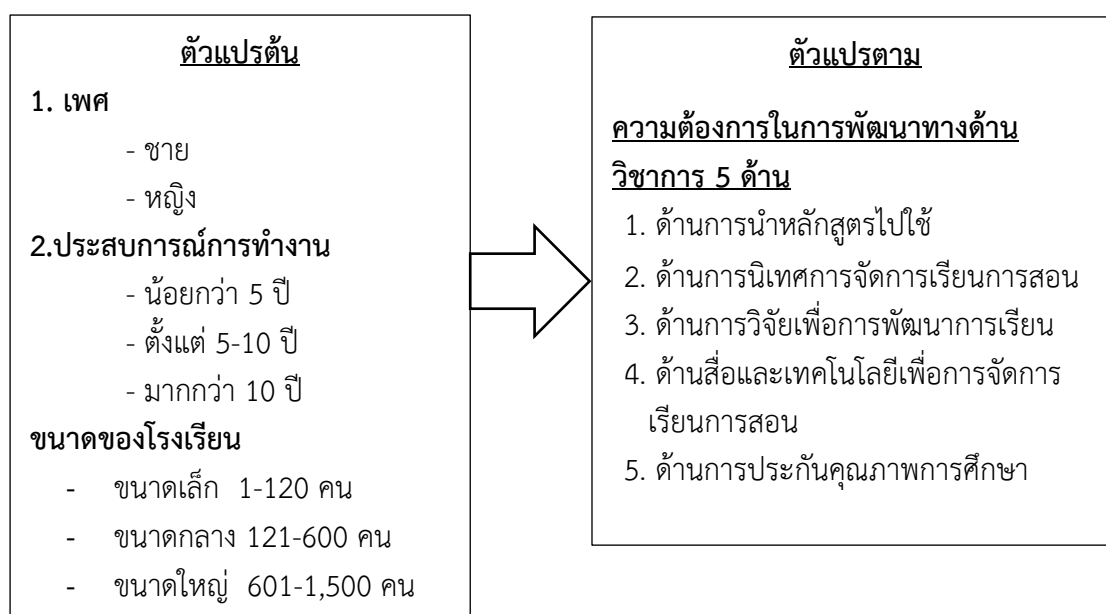 ตัวแปรต้น
1. เพศ
- ชาย
- หญิง
2.ประสบการณ์การทำงาน
- น้อยกว่า 5 ปี
- ตั้งแต่ 5-10 ปี
- มากกว่า 10 ปี
ขนาดของโรงเรียน
- ขนาดเล็ก 1-120 คน
- ขนาดกลาง 121-600 คน
- ขนาดใหญ่ 601-1,500 คน
ตัวแปรตาม
ความต้องการในการพัฒนาทางด้าน
วิชาการ 5 ด้าน
1. ด้านการนำหลักสูตรไปใช้
2. ด้านการนิเทศการจัดการเรียนการสอน
3. ด้านการวิจัยเพื่อการพัฒนาการเรียน
4. ด้านสื่อและเทคโนโลยีเพื่อการจัดการ
เรียนการสอน
5. ด้านการประกันคุณภาพการศึกษา